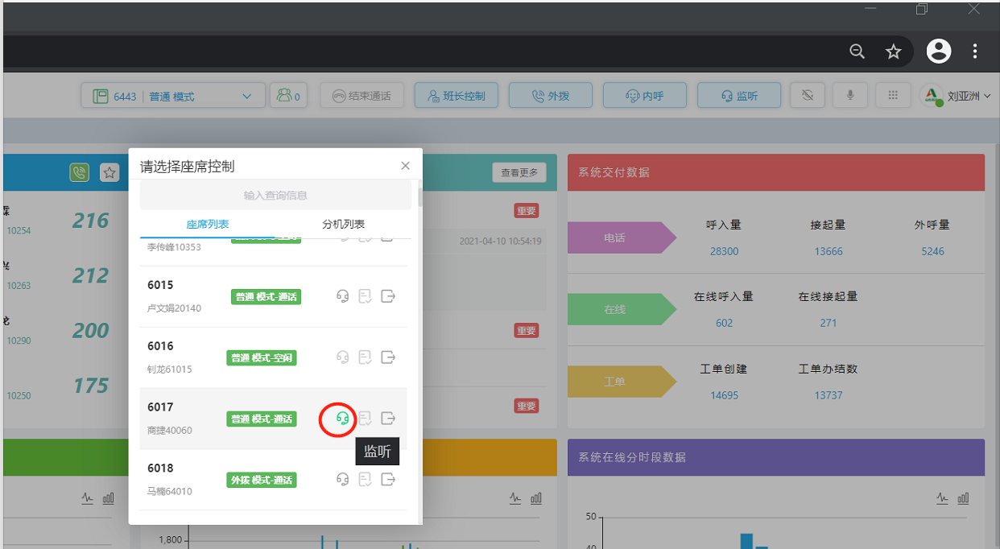 6443 普通 模式
0
结束通话
班长控制
外拨
内呼
监听
刘亚洲
请选择座席控制
输入查询信息
座席列表
分机列表
李传峰10353
6015
卢文娟20140
普通 模式-通话
6016
钊龙61015
普通 模式-空闲
6017
商捷40060
普通 模式-通话
监听
6018
马楠64010
外拨 模式-通话
10254
216
10263
212
10290
200
10250
175
查看更多
重要
2021-04-10 10:54:19
重要
重要
1,800
系统交付数据
电话
呼入量
接起量
外呼量
28300
13666
5246
在线
在线呼入量
在线接起量
602
271
工单
工单创建
工单办结数
14695
13737
系统在线分时段数据
50
40